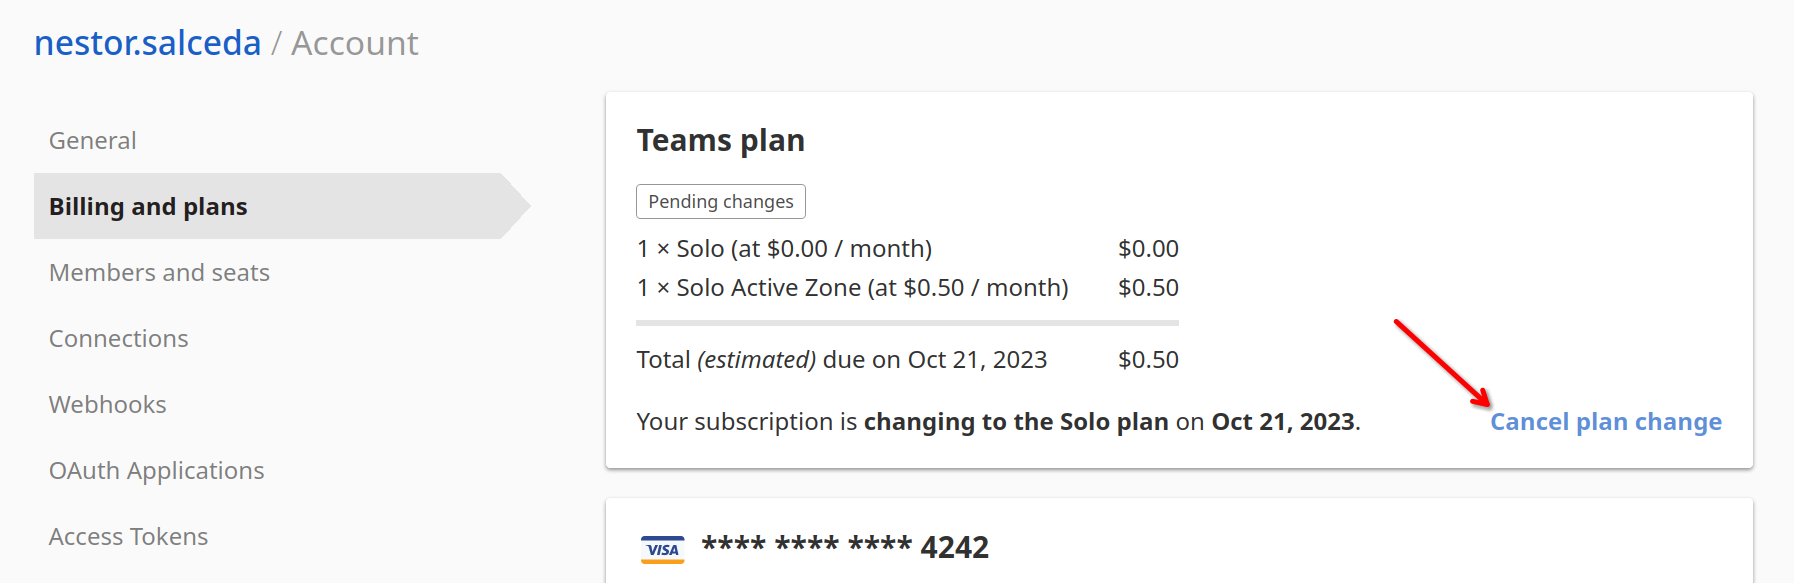 nestor.salceda / Account
General
Billing and plans
Members and seats
Connections
Webhooks
OAuth Applications
Access Tokens
Teams plan
Pending changes
1 × Solo (at $0.00 / month) $0.00
1 × Solo Active Zone (at $0.50 / month) $0.50
Total (estimated) due on Oct 21, 2023 $0.50
Your subscription is changing to the Solo plan on Oct 21, 2023. Cancel plan change
VISA **** **** **** 4242